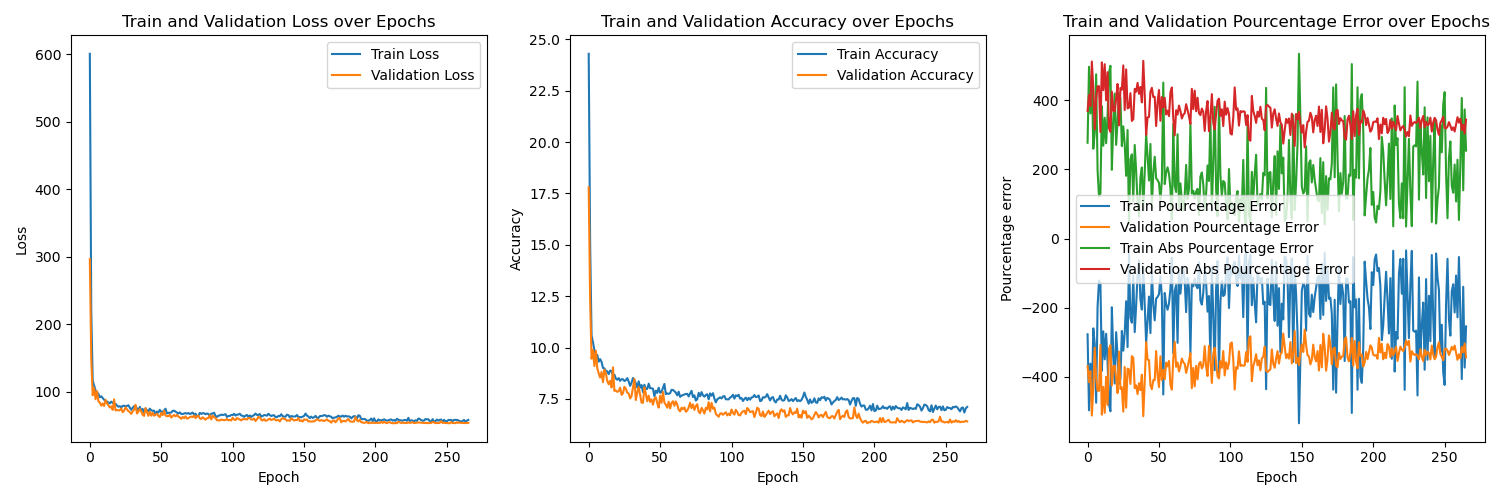 Train and Validation Loss over Epochs
600
500
400
300
200
100
0
50
100
150
200
250
Loss
Epoch
Train Loss
Validation Loss
Train and Validation Accuracy over Epochs
25.0
22.5
20.0
17.5
15.0
12.5
10.0
7.5
0
50
100
150
200
250
Accuracy
Epoch
Train Accuracy
Validation Accuracy
Train and Validation Pourcentage Error over Epochs
400
200
0
−200
−400
0
50
100
150
200
250
Pourcentage error
Epoch
Train Pourcentage Error
Validation Pourcentage Error
Train Abs Pourcentage Error
Validation Abs Pourcentage Error